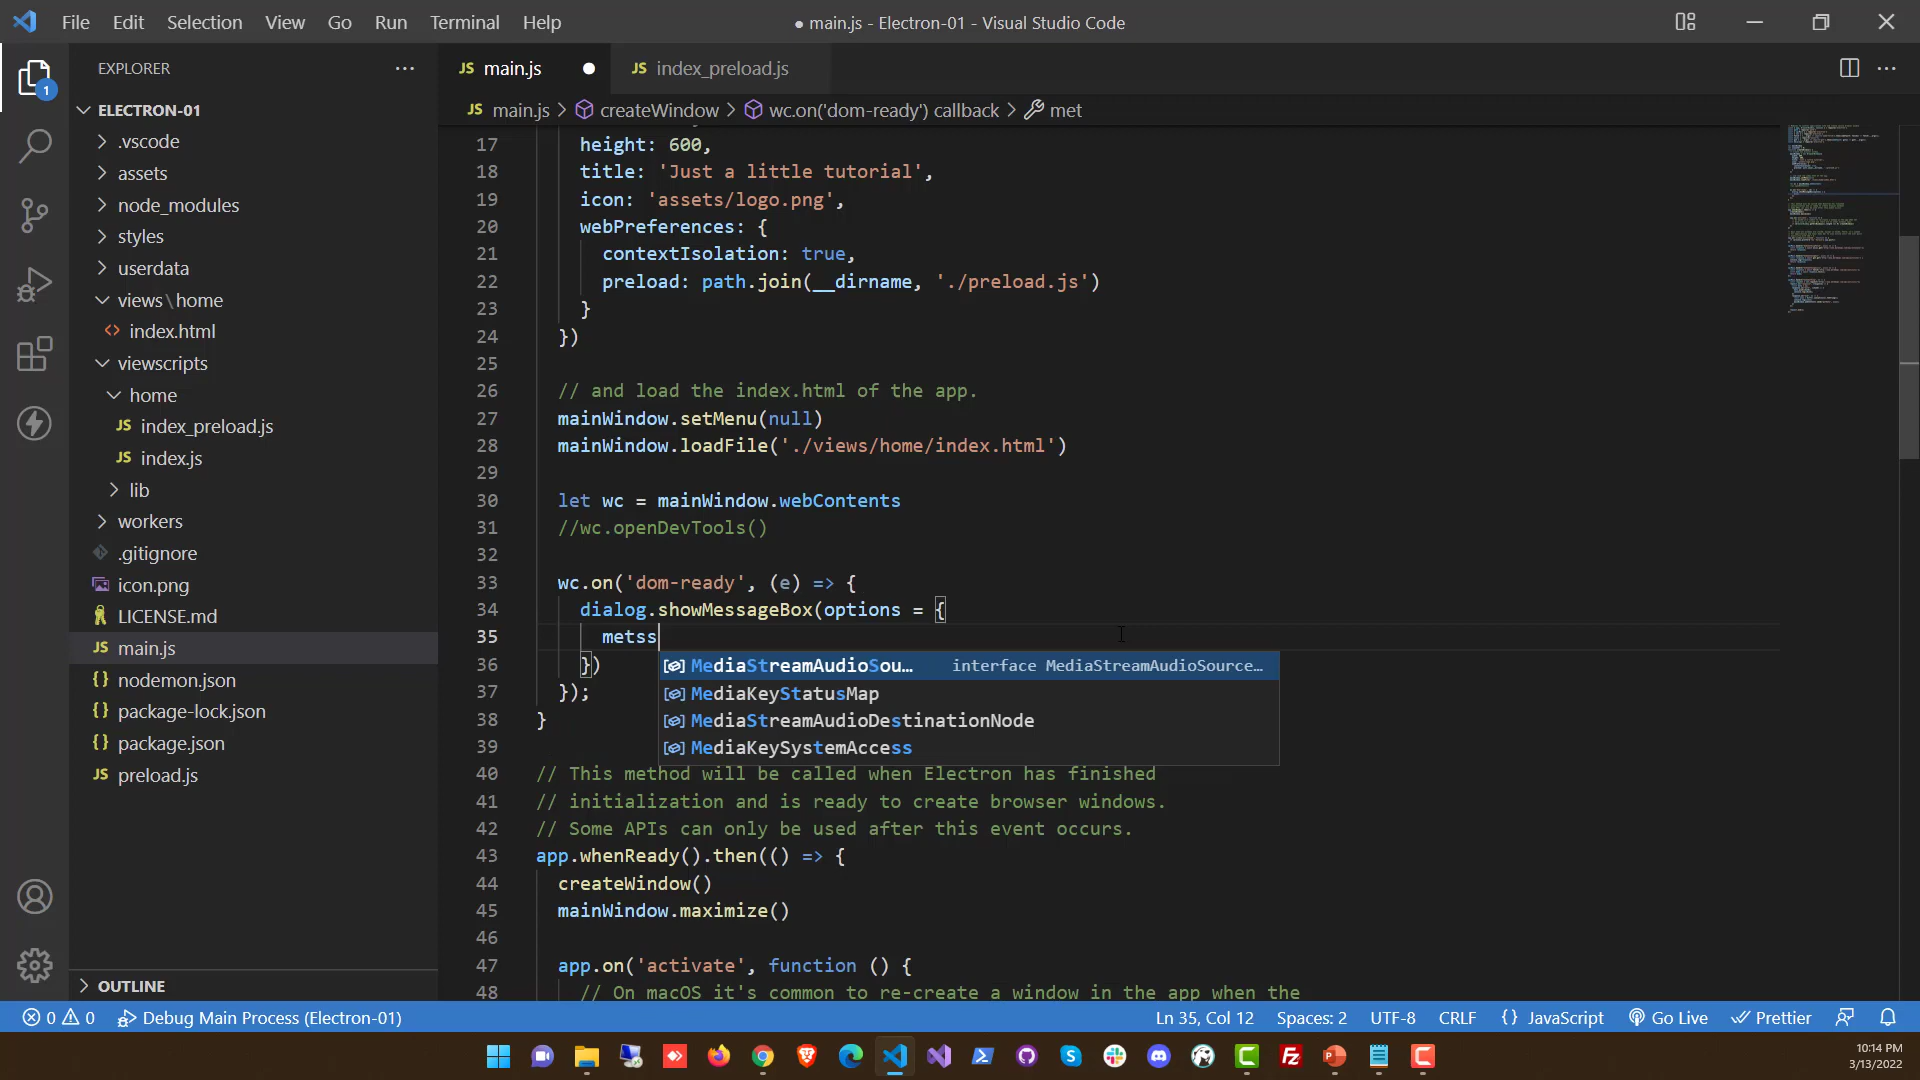 File Edit Selection View Go Run Terminal Help
● main.js - Electron-01 - Visual Studio Code
EXPLORER
JS main.js
JS index_preload.js
JS main.js > createWindow > wc.on('dom-ready') callback > met
1
ELECTRON-01
.vscode
assets
node_modules
styles
userdata
views\home
<> index.html
viewscripts
home
JS index_preload.js
JS index.js
lib
workers
.gitignore
icon.png
LICENSE.md
JS main.js
{} nodemon.json
{} package-lock.json
{} package.json
JS preload.js
OUTLINE
17 height: 600,
18 title: 'Just a little tutorial',
19 icon: 'assets/logo.png',
20 webPreferences: {
21 contextIsolation: true,
22 preload: path.join(__dirname, './preload.js')
23 }
24 })
25
26 // and load the index.html of the app.
27 mainWindow.setMenu(null)
28 mainWindow.loadFile('./views/home/index.html')
29
30 let wc = mainWindow.webContents
31 //wc.openDevTools()
32
33 wc.on('dom-ready', (e) => {
34 dialog.showMessageBox(options = {
35 metss
MediaStreamAudioSou… interface MediaStreamAudioSource…
MediaKeyStatusMap
MediaStreamAudioDestinationNode
MediaKeySystemAccess
36 })
37 });
38 }
39
40 // This method will be called when Electron has finished
41 // initialization and is ready to create browser windows.
42 // Some APIs can only be used after this event occurs.
43 app.whenReady().then(() => {
44 createWindow()
45 mainWindow.maximize()
46
47 app.on('activate', function () {
48 // On macOS it's common to re-create a window in the app when the
0 0 Debug Main Process (Electron-01)
Ln 35, Col 12 Spaces: 2 UTF-8 CRLF {} JavaScript Go Live Prettier
10:14 PM
3/13/2022